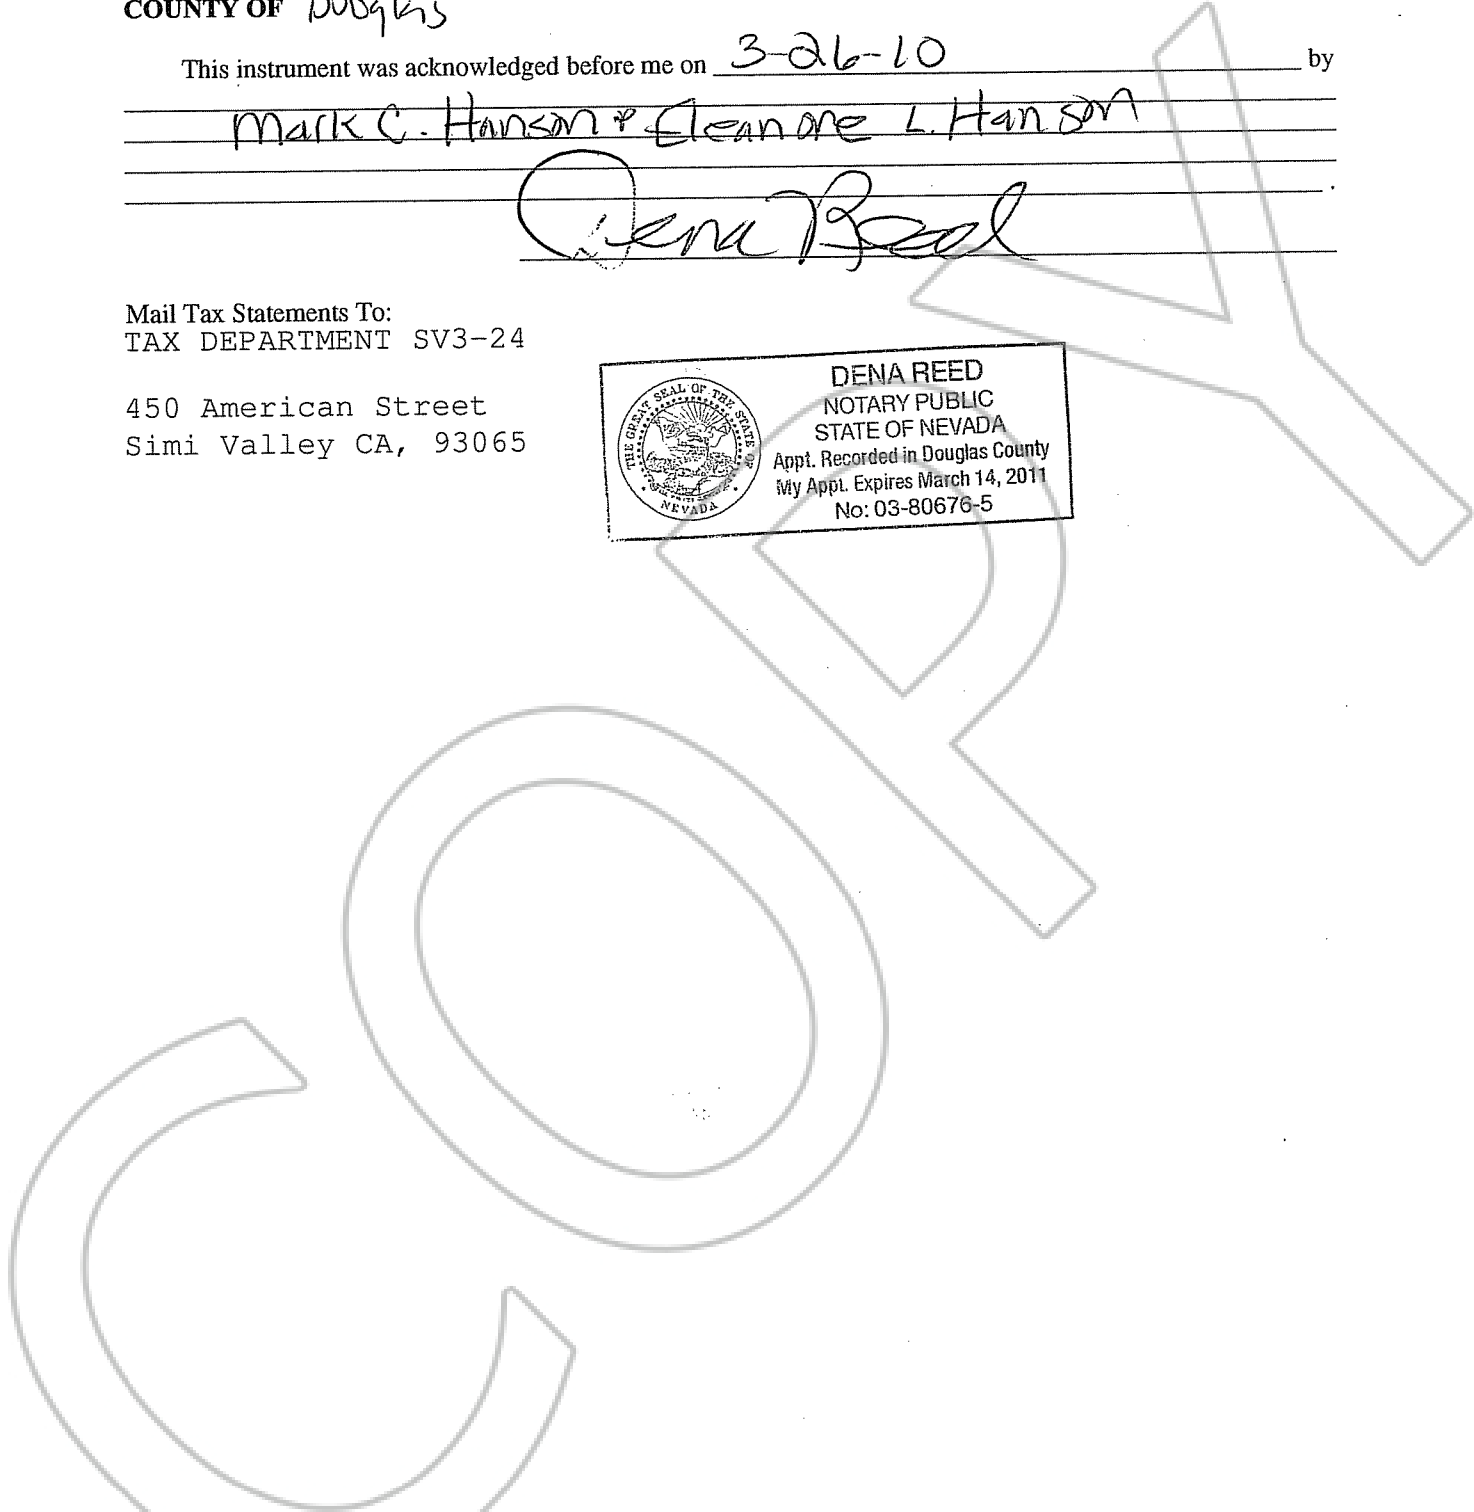 COUNTY OF Douglas
This instrument was acknowledged before me on 3-26-10 by
Mark C. Hanson & Eleanore L. Hanson
Dena Reed
Mail Tax Statements To:
TAX DEPARTMENT SV3-24
450 American Street
Simi Valley CA, 93065
THE GREAT SEAL OF THE STATE OF
NEVADA
DENA REED
NOTARY PUBLIC
STATE OF NEVADA
Appt. Recorded in Douglas County
My Appt. Expires March 14, 2011
No: 03-80676-5
COPY